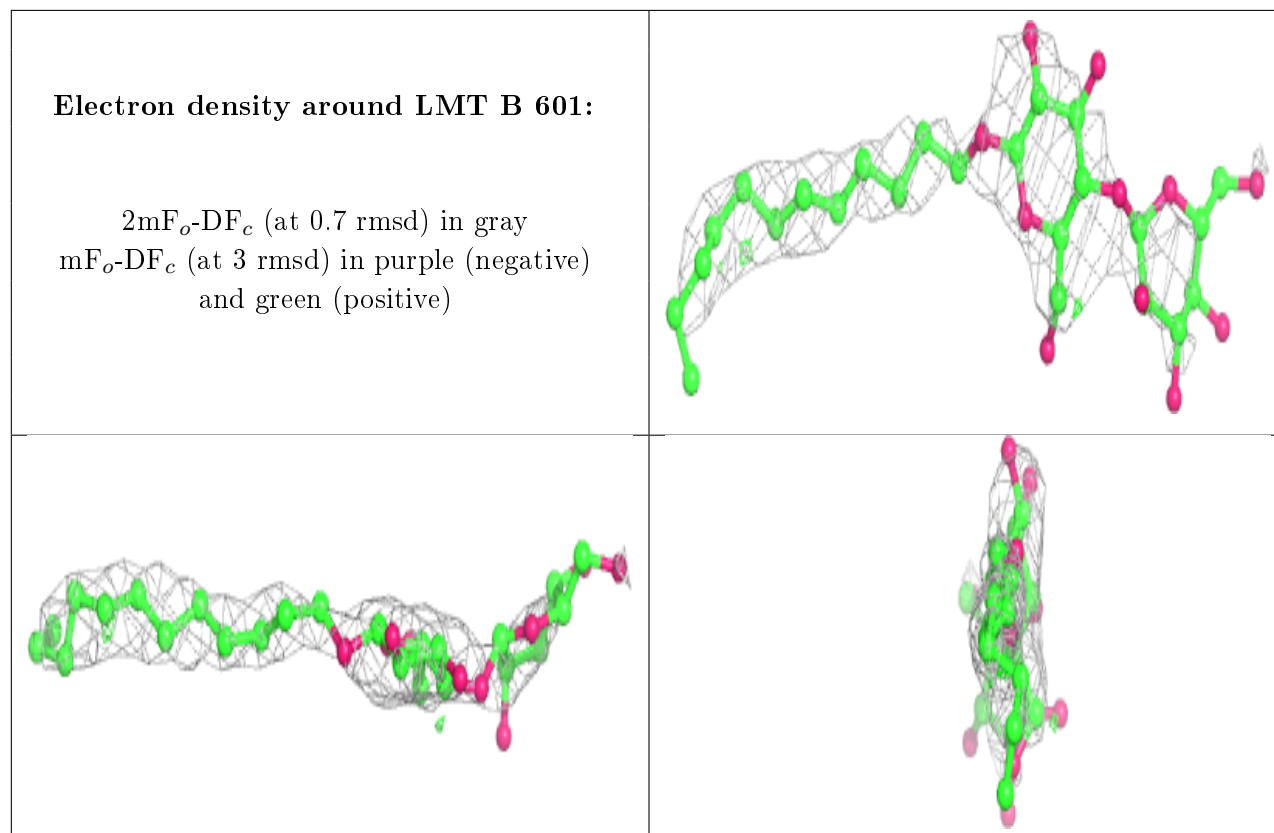 Electron density around LMT B 601:
2mFo-DFc (at 0.7 rmsd) in gray
mFo-DFc (at 3 rmsd) in purple (negative)
and green (positive)